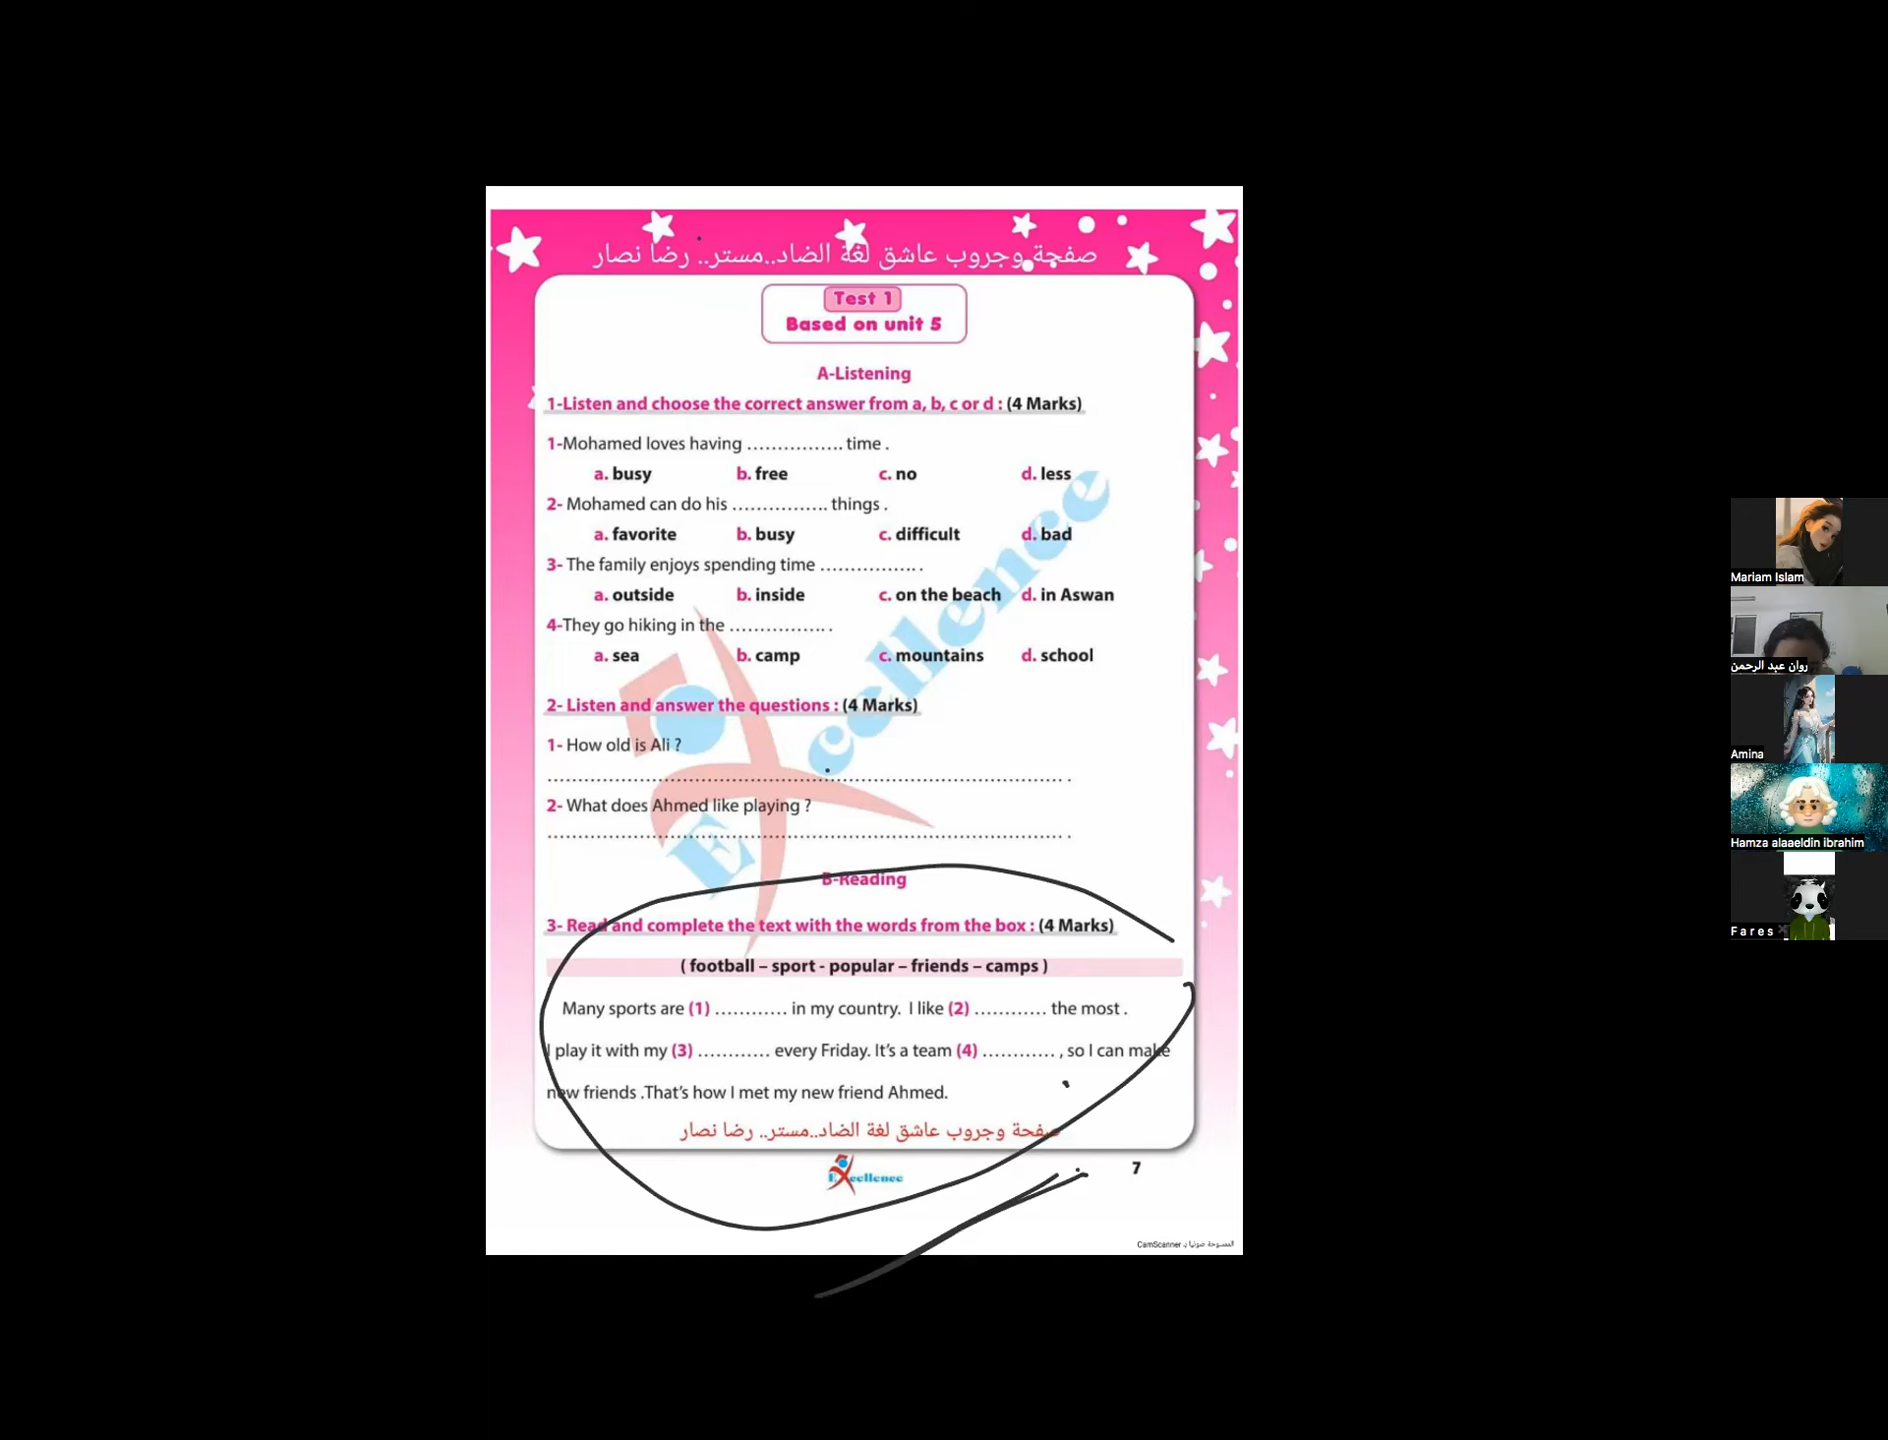 صفحة وجروب عاشق لغة الضاد..مستر.. رضا نصار
Test 1
Based on unit 5
A-Listening
1-Listen and choose the correct answer from a, b, c or d : (4 Marks)
1-Mohamed loves having ................ time .
a. busy b. free c. no d. less
2- Mohamed can do his ................ things .
a. favorite b. busy c. difficult d. bad
3- The family enjoys spending time ................. .
a. outside b. inside c. on the beach d. in Aswan
4-They go hiking in the ................. .
a. sea b. camp c. mountains d. school
2- Listen and answer the questions : (4 Marks)
1- How old is Ali ?
2- What does Ahmed like playing ?
Excellence
B-Reading
3- Read and complete the text with the words from the box : (4 Marks)
( football – sport - popular – friends – camps )
Many sports are (1) ............ in my country. I like (2) ............ the most .
I play it with my (3) ............ every Friday. It's a team (4) ............ , so I can make
new friends .That's how I met my new friend Ahmed.
صفحة وجروب عاشق لغة الضاد..مستر.. رضا نصار
Excellence
7
الممسوحة ضوئيا بـ CamScanner
Mariam Islam
روان عبد الرحمن
Amina
Hamza alaaeldin ibrahim
F a r e s